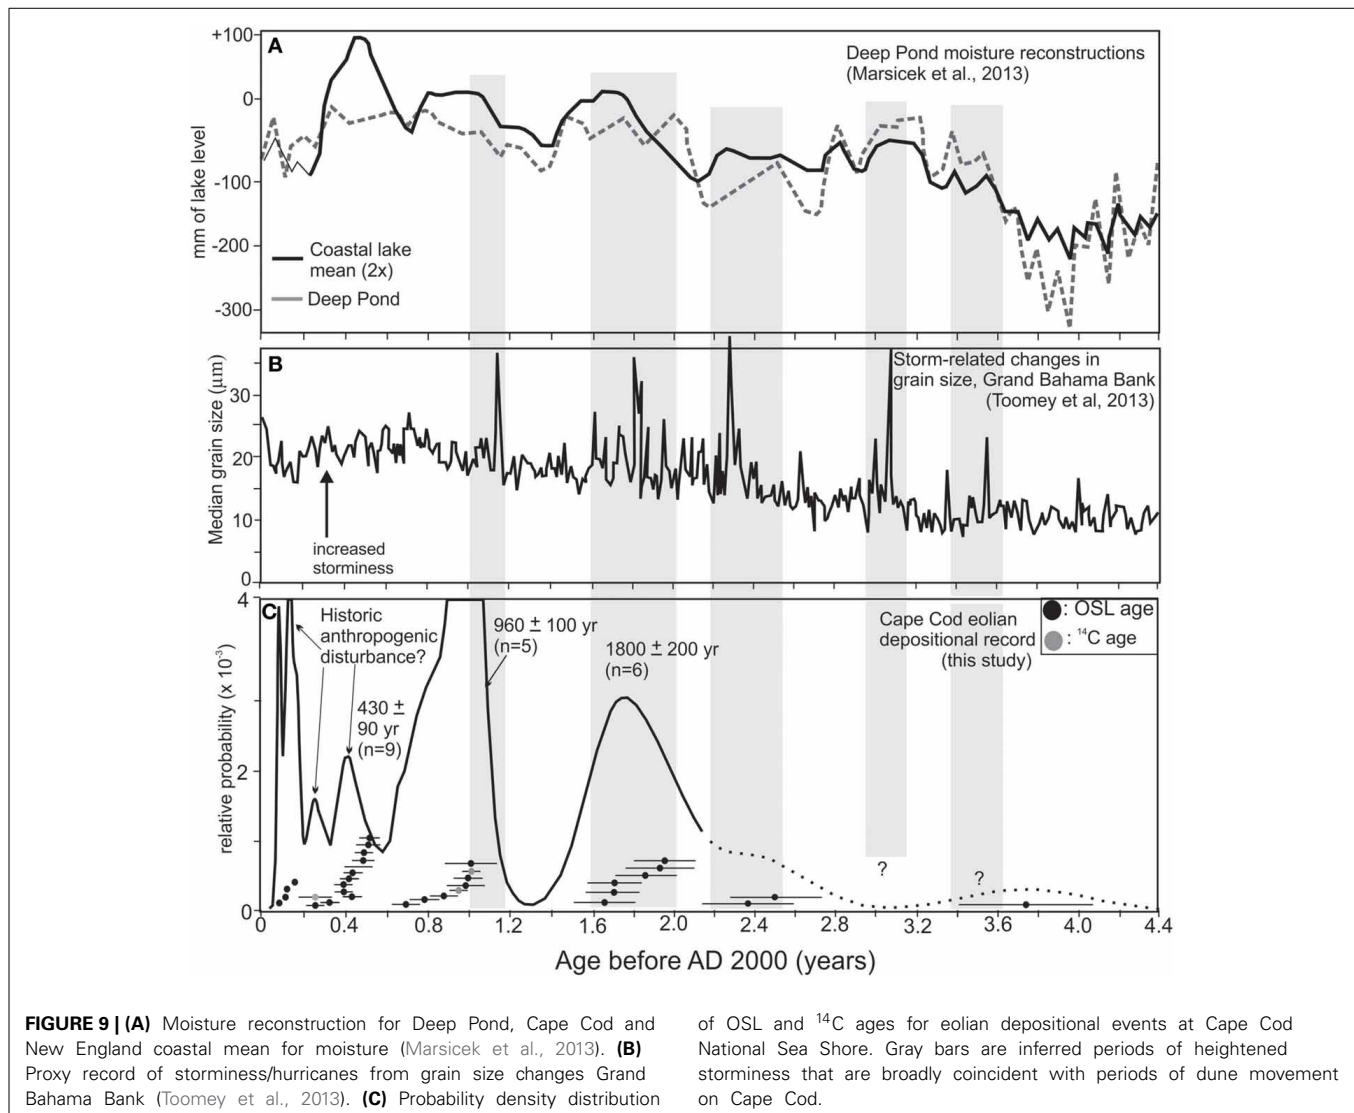 A
Deep Pond moisture reconstructions
(Marsicek et al., 2013)
+100
0
-100
-200
-300
mm of lake level
Coastal lake
mean (2x)
Deep Pond
B
Storm-related changes in
grain size, Grand Bahama Bank
(Toomey et al, 2013)
30
20
10
0
Median grain size (μm)
increased
storminess
C
Historic
anthropogenic
disturbance?
430 ±
90 yr
(n=9)
960 ± 100 yr
(n=5)
1800 ± 200 yr
(n=6)
Cape Cod eolian
depositional record
(this study)
: OSL age
: ¹⁴C age
?
?
4
2
0
relative probability (x 10⁻³)
0 0.4 0.8 1.2 1.6 2.0 2.4 2.8 3.2 3.6 4.0 4.4
Age before AD 2000 (years)
FIGURE 9 | (A) Moisture reconstruction for Deep Pond, Cape Cod and
New England coastal mean for moisture (Marsicek et al., 2013). (B)
Proxy record of storminess/hurricanes from grain size changes Grand
Bahama Bank (Toomey et al., 2013). (C) Probability density distribution
of OSL and ¹⁴C ages for eolian depositional events at Cape Cod
National Sea Shore. Gray bars are inferred periods of heightened
storminess that are broadly coincident with periods of dune movement
on Cape Cod.